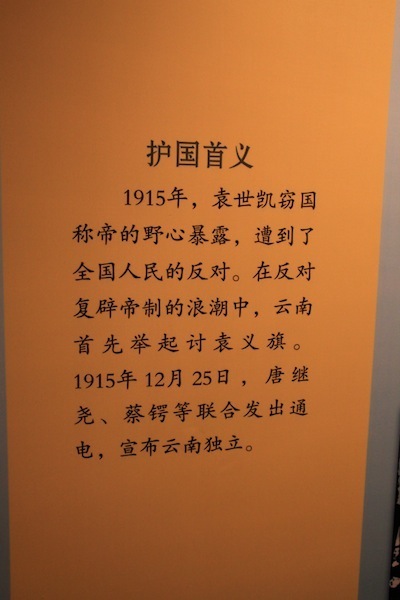 护国首义
1915年，袁世凯窃国
称帝的野心暴露，遭到了
全国人民的反对。在反对
复辟帝制的浪潮中，云南
首先举起讨袁义旗。
1915年12月25日，唐继
尧、蔡锷等联合发出通
电，宣布云南独立。